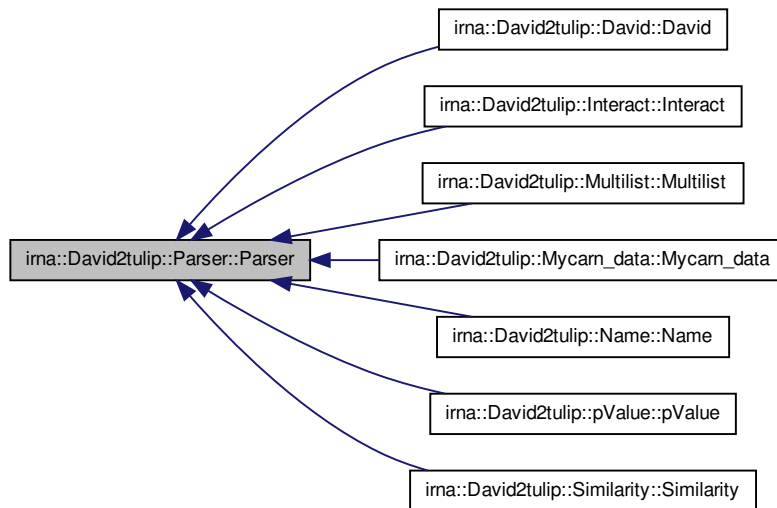 irna::David2tulip::David::David
irna::David2tulip::Interact::Interact
irna::David2tulip::Multilist::Multilist
irna::David2tulip::Parser::Parser
irna::David2tulip::Mycarn_data::Mycarn_data
irna::David2tulip::Name::Name
irna::David2tulip::pValue::pValue
irna::David2tulip::Similarity::Similarity